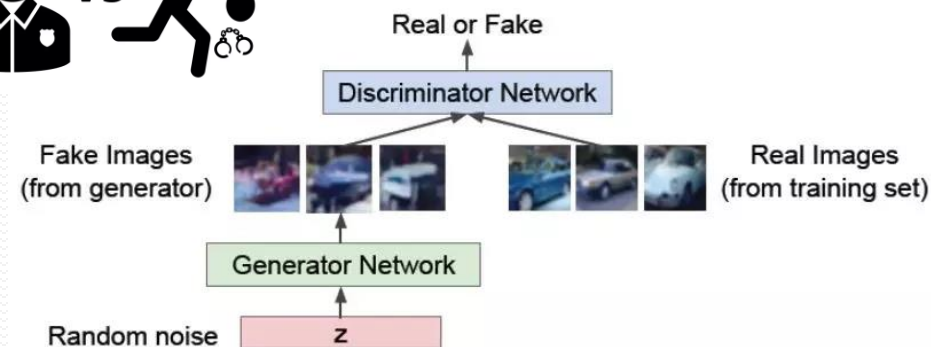 Real or Fake
Discriminator Network
Fake Images
(from generator)
Real Images
(from training set)
Generator Network
Random noise
z